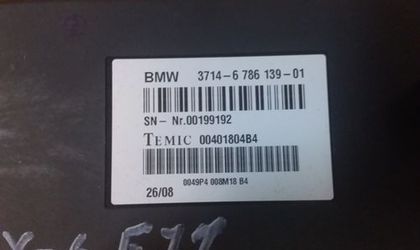 BMW 3714-6 786 139-01
SN- Nr.00199192
TEMIC 00401804B4
0049P4 008M18 B4
26/08